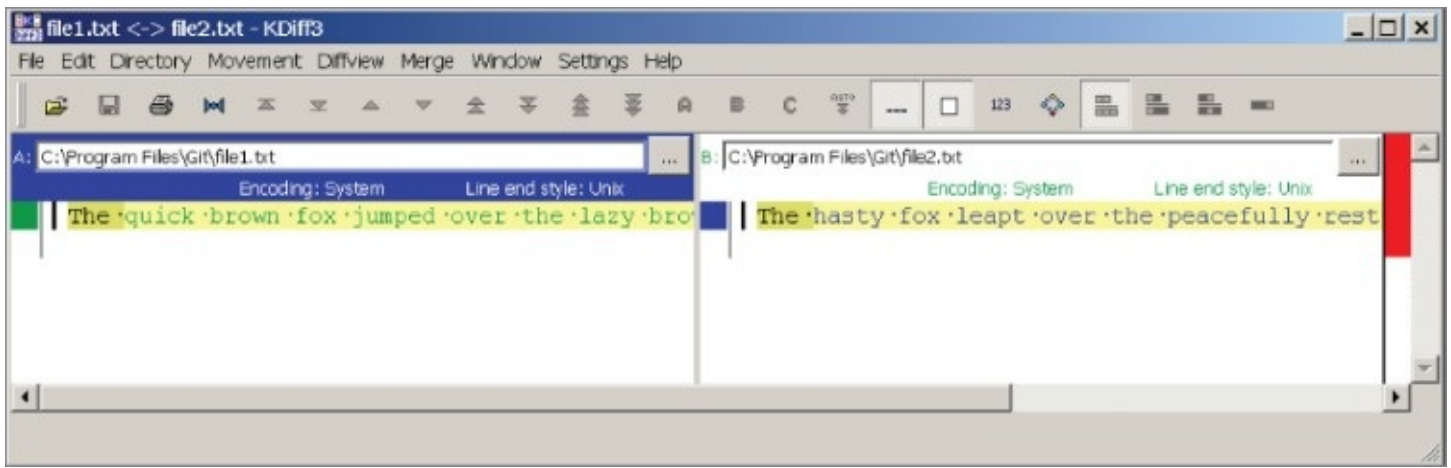 file1.txt <-> file2.txt - KDiff3
File Edit Directory Movement Diffview Merge Window Settings Help
A B C AUTO 123
A: C:\Program Files\Git\file1.txt ...
Encoding: System Line end style: Unix
The ·quick ·brown ·fox ·jumped ·over ·the ·lazy ·bro
B: C:\Program Files\Git\file2.txt ...
Encoding: System Line end style: Unix
The ·hasty ·fox ·leapt ·over ·the ·peacefully ·rest